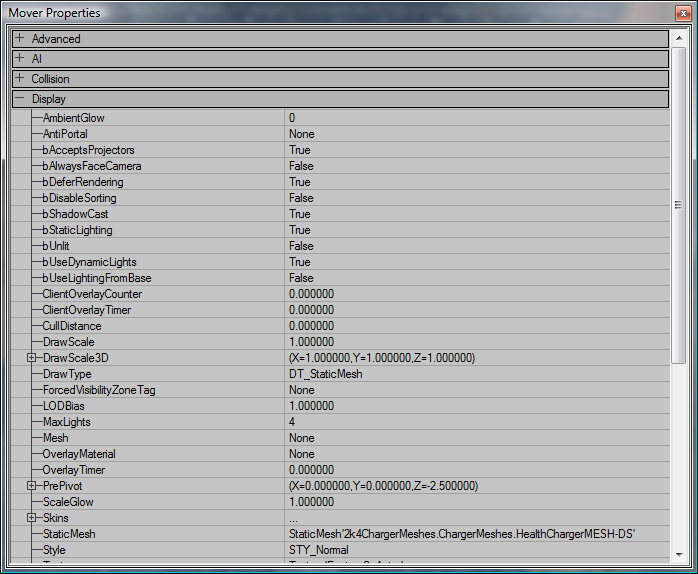 Mover Properties
Advanced
AI
Collision
Display
AmbientGlow 0
AntiPortal None
bAcceptsProjectors True
bAlwaysFaceCamera False
bDeferRendering True
bDisableSorting False
bShadowCast True
bStaticLighting True
bUnlit False
bUseDynamicLights True
bUseLightingFromBase False
ClientOverlayCounter 0.000000
ClientOverlayTimer 0.000000
CullDistance 0.000000
DrawScale 1.000000
DrawScale3D (X=1.000000,Y=1.000000,Z=1.000000)
DrawType DT_StaticMesh
ForcedVisibilityZoneTag None
LODBias 1.000000
MaxLights 4
Mesh None
OverlayMaterial None
OverlayTimer 0.000000
PrePivot (X=0.000000,Y=0.000000,Z=-2.500000)
ScaleGlow 1.000000
Skins ...
StaticMesh StaticMesh'2k4ChargerMeshes.ChargerMeshes.HealthChargerMESH-DS'
Style STY_Normal